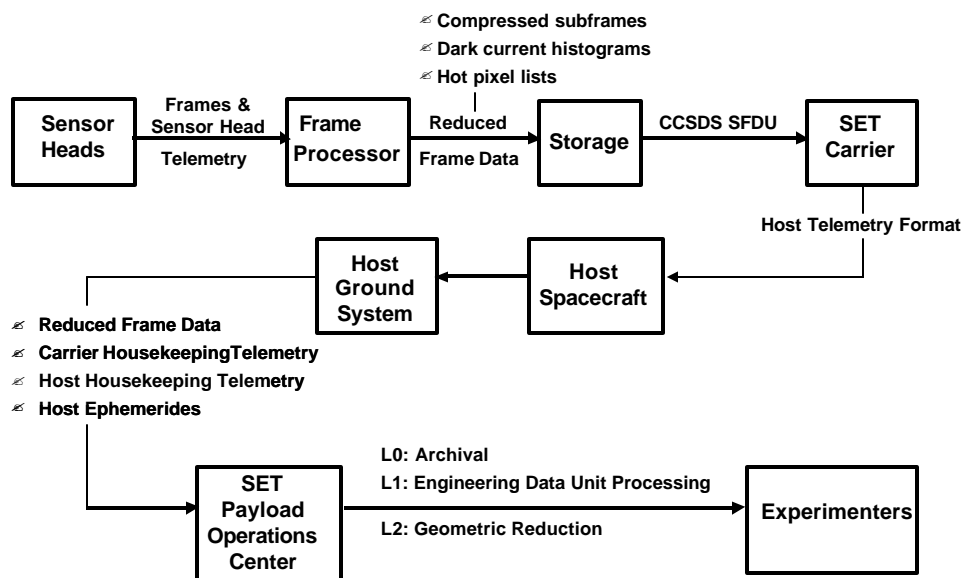 Compressed subframes
Dark current histograms
Hot pixel lists
Sensor
Heads
Frames &
Sensor Head
Telemetry
Frame
Processor
Reduced
Frame Data
Storage
CCSDS SFDU
SET
Carrier
Host Telemetry Format
Host
Spacecraft
Host
Ground
System
Reduced Frame Data
Carrier HousekeepingTelemetry
Host Housekeeping Telemetry
Host Ephemerides
SET
Payload
Operations
Center
L0: Archival
L1: Engineering Data Unit Processing
L2: Geometric Reduction
Experimenters